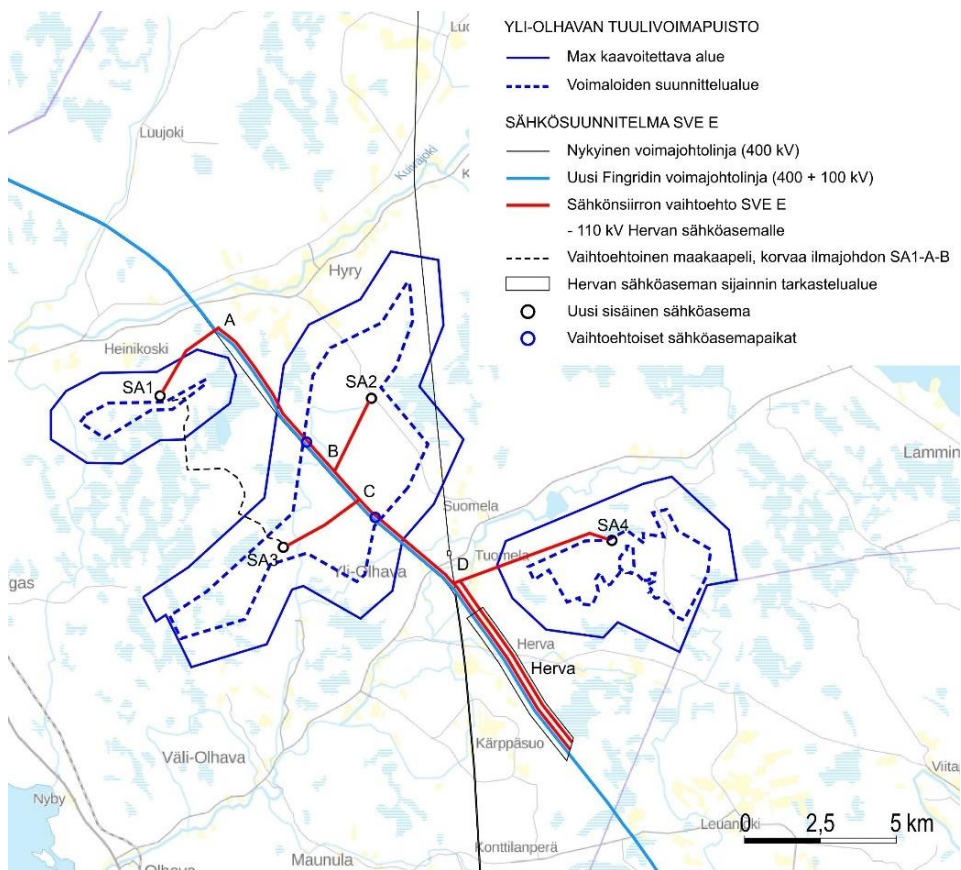 YLI-OLHAVAN TUULIVOIMAPUISTO
Max kaavoitettava alue
Voimaloiden suunnittelualue
SÄHKÖSUUNNITELMA SVE E
Nykyinen voimajohtolinja (400 kV)
Uusi Fingridin voimajohtolinja (400 + 100 kV)
Sähkönsiirron vaihtoehto SVE E
- 110 kV Hervan sähköasemalle
Vaihtoehtoinen maakaapeli, korvaa ilmajohdon SA1-A-B
Hervan sähköaseman sijainnin tarkastelualue
Uusi sisäinen sähköasema
Vaihtoehtoiset sähköasemapaikat
Luujoki
Hyry
A
Heinikoski
SA1
SA2
B
C
Suomela
Lammin
SA3
Yli-Olhava
Tuomela
SA4
D
gas
Herva
Herva
Kärppäsuo
Väli-Olhava
Nyby
Viitap
Leuanjoki
0 2,5 5 km
Maunula
Konttilanperä
Olhava